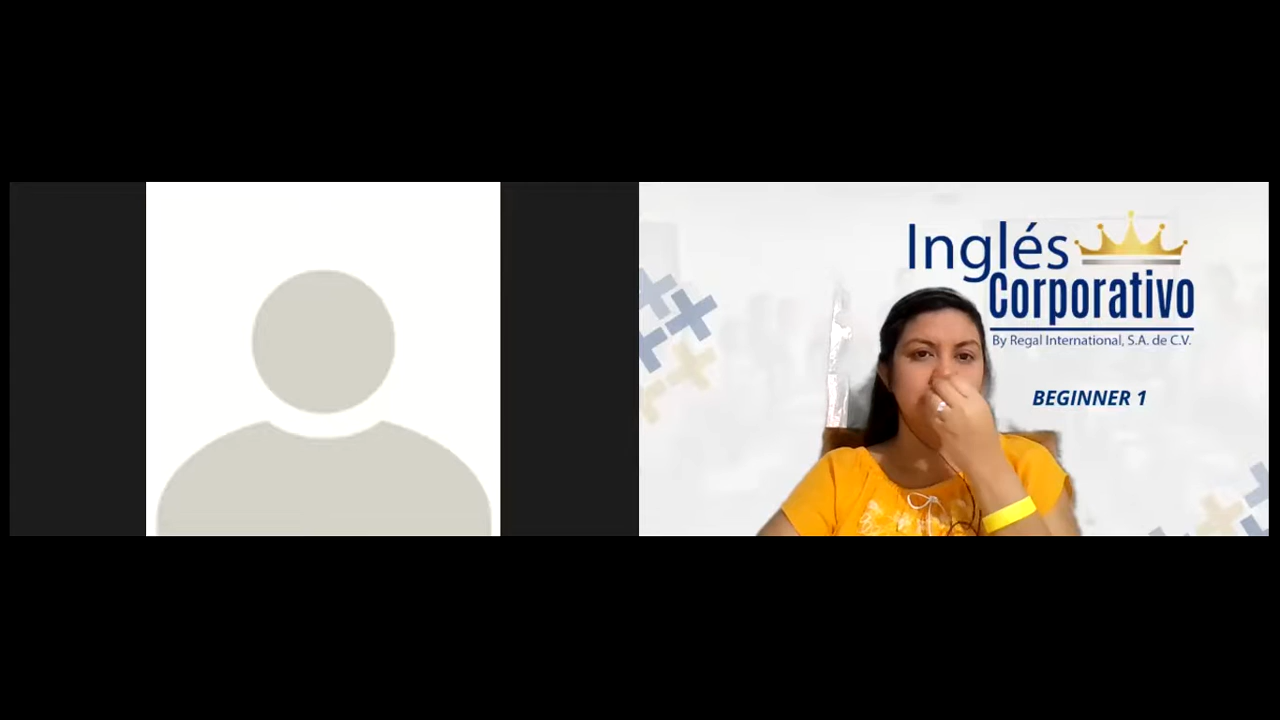 Inglés
Corporativo
By Regal International, S.A. de C.V.
BEGINNER 1